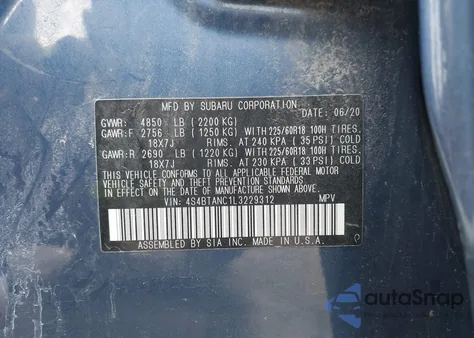 MFD BY SUBARU CORPORATION DATE: 06/20
GVWR: 4850 LB (2200 KG)
GAWR:F 2756 LB (1250 KG) WITH 225/60R18 100H TIRES,
18X7J RIMS, AT 240 KPA (35 PSI) COLD
GAWR:R 2690 LB (1220 KG) WITH 225/60R18 100H TIRES,
18X7J RIMS, AT 230 KPA (33 PSI) COLD
THIS VEHICLE CONFORMS TO ALL APPLICABLE FEDERAL MOTOR
VEHICLE SAFETY, BUMPER, AND THEFT PREVENTION STANDARDS
IN EFFECT ON THE DATE OF MANUFACTURE SHOWN ABOVE.
VIN: 4S4BTANC1L3229312 MPV
ASSEMBLED BY SIA INC. MADE IN U.S.A.
autoSnap